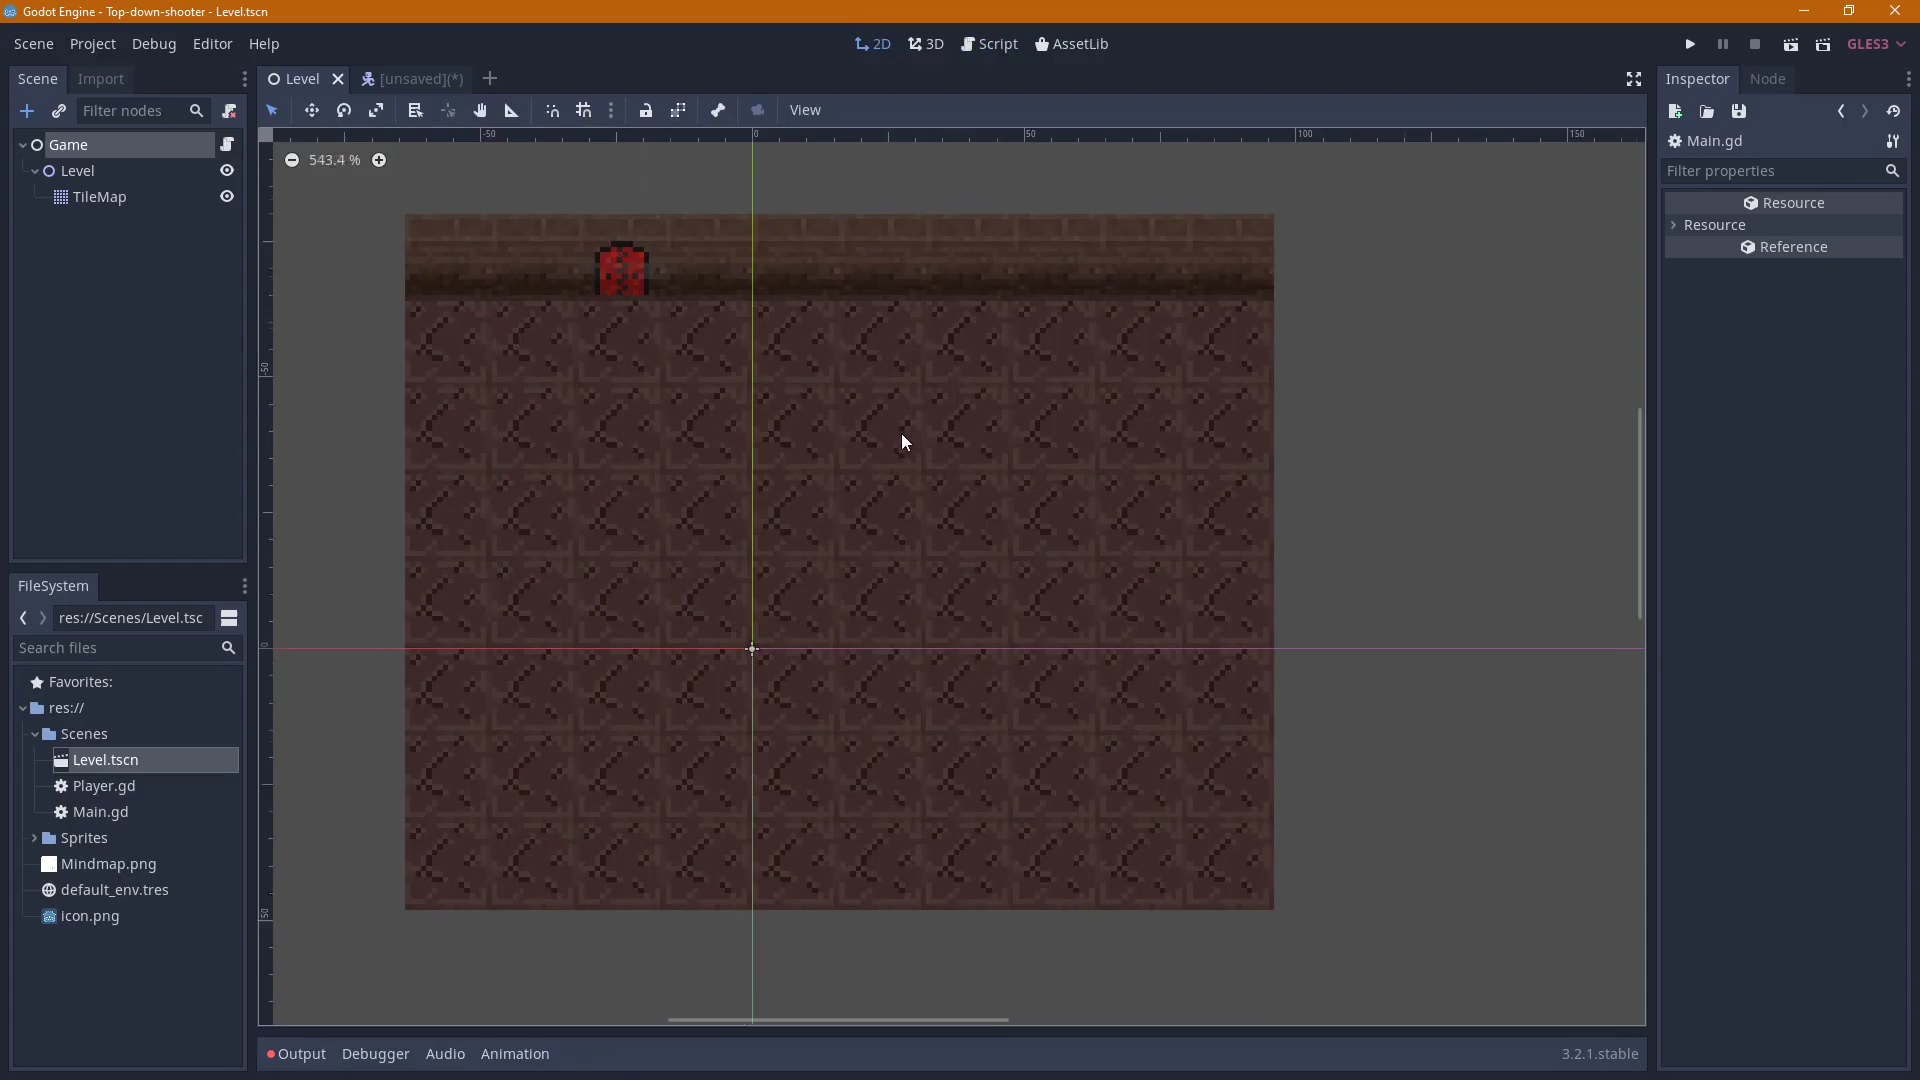 Godot Engine - Top-down-shooter - Level.tscn
Scene Project Debug Editor Help
2D 3D Script AssetLib
GLES3
Scene Import
Filter nodes
Game
Level
TileMap
Level [unsaved](*)
View
-50 0 50 100 150
543.4 %
-50
0
50
FileSystem
res://Scenes/Level.tsc
Search files
Favorites:
res://
Scenes
Level.tscn
Player.gd
Main.gd
Sprites
Mindmap.png
default_env.tres
icon.png
Output Debugger Audio Animation
3.2.1.stable
Inspector Node
Main.gd
Filter properties
Resource
Resource
Reference